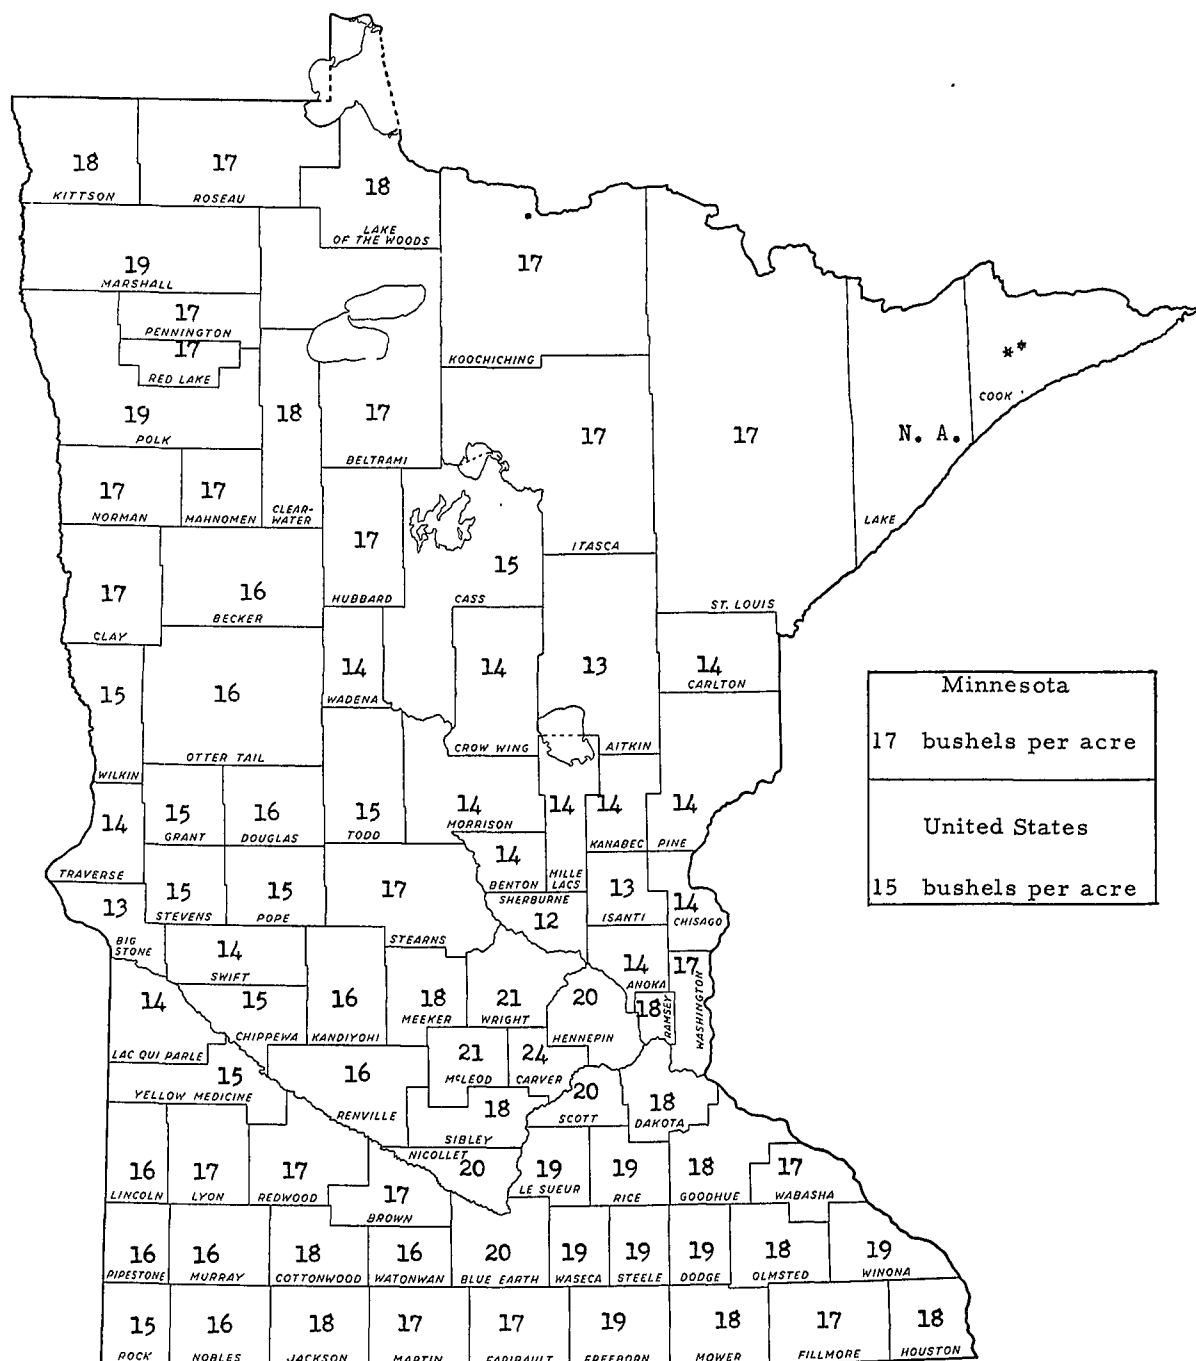 18
KITTSON
17
ROSEAU
18
LAKE
OF THE WOODS
19
MARSHALL
17
PENNINGTON
17
RED LAKE
19
POLK
18
CLEAR-
WATER
17
BELTRAMI
17
KOOCHICHING
17
ITASCA
17
ST. LOUIS
N. A.
LAKE
**
COOK
17
NORMAN
17
MAHNOMEN
17
HUBBARD
15
CASS
17
CLAY
16
BECKER
15
WILKIN
16
OTTER TAIL
14
WADENA
14
CROW WING
13
AITKIN
14
CARLTON
Minnesota
17 bushels per acre
United States
15 bushels per acre
14
TRAVERSE
15
GRANT
16
DOUGLAS
15
TODD
14
MORRISON
14
MILLE
LACS
14
KANABEC
14
PINE
13
BIG
STONE
15
STEVENS
15
POPE
17
STEARNS
14
BENTON
SHERBURNE
12
13
ISANTI
14
CHISAGO
14
SWIFT
14
ANOKA
17
WASHINGTON
18
RAMSEY
14
LAC QUI PARLE
15
CHIPPEWA
16
KANDIYOHI
18
MEEKER
21
WRIGHT
20
HENNEPIN
15
YELLOW MEDICINE
16
RENVILLE
21
McLEOD
24
CARVER
18
SIBLEY
20
SCOTT
18
DAKOTA
16
LINCOLN
17
LYON
17
REDWOOD
17
BROWN
NICOLLET
20
19
LE SUEUR
19
RICE
18
GOODHUE
17
WABASHA
16
PIPESTONE
16
MURRAY
18
COTTONWOOD
16
WATONWAN
20
BLUE EARTH
19
WASECA
19
STEELE
19
DODGE
18
OLMSTED
19
WINONA
15
ROCK
16
NOBLES
18
JACKSON
17
MARTIN
17
FARIBAULT
19
FREEBORN
18
MOWER
17
FILLMORE
18
HOUSTON